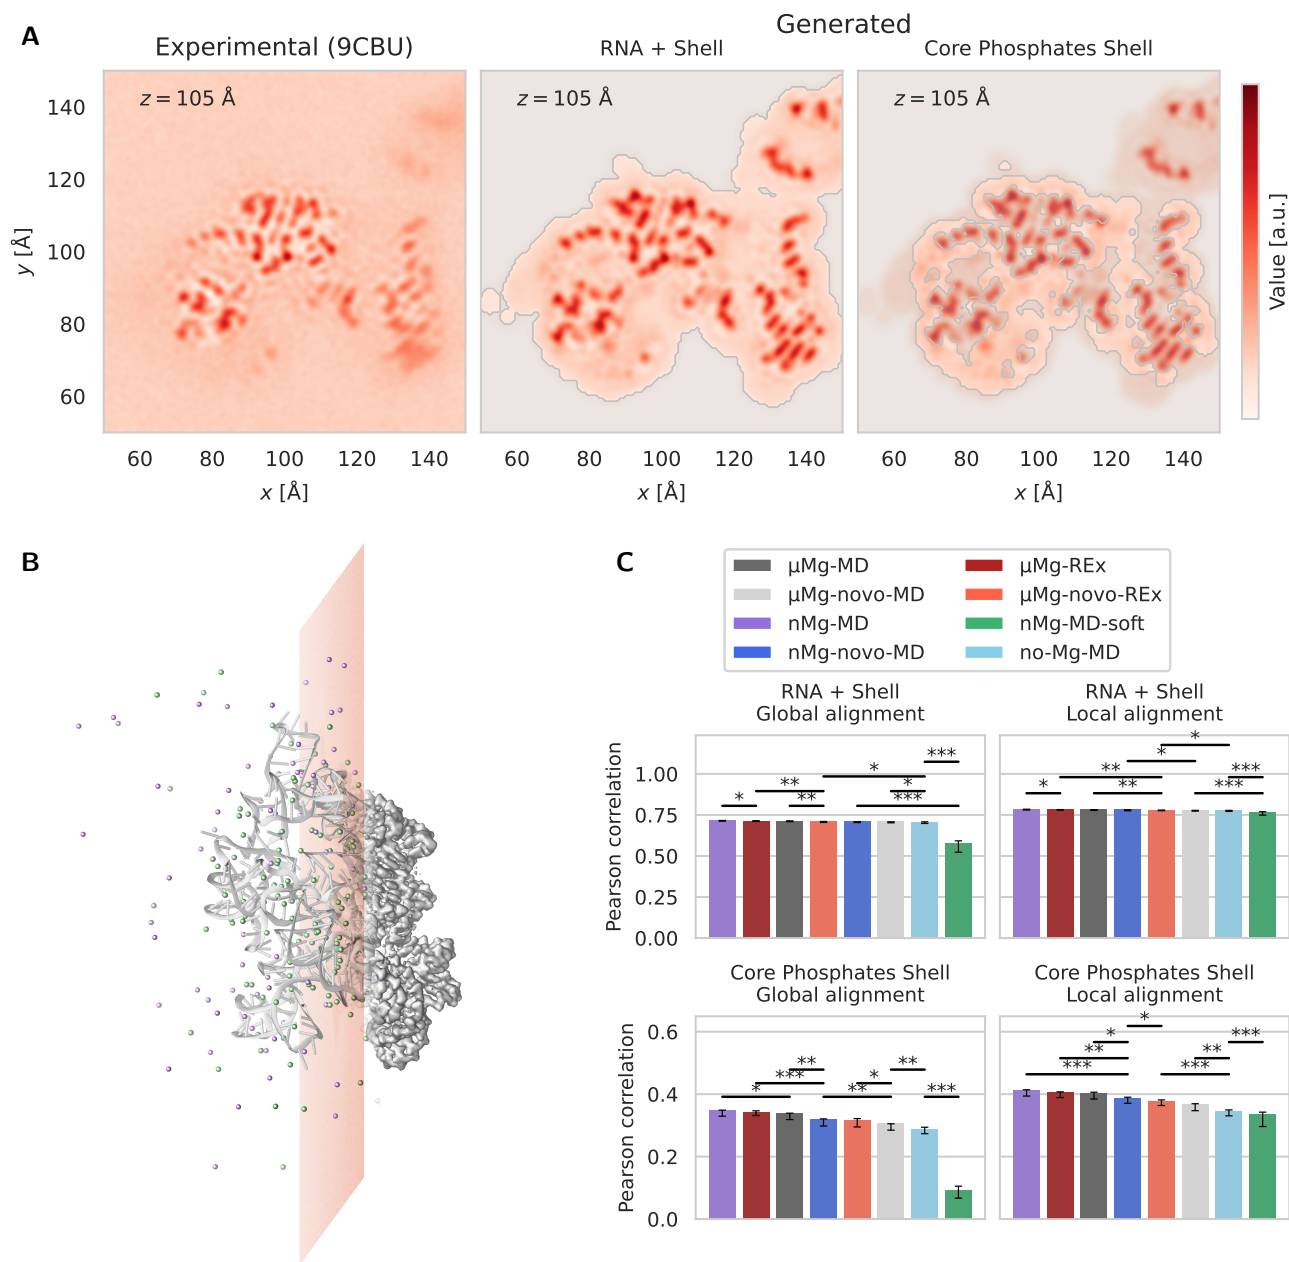 A
Experimental (9CBU)
Generated
RNA + Shell
Core Phosphates Shell
z = 105 Å
z = 105 Å
z = 105 Å
140
120
100
80
60
y [Å]
60 80 100 120 140
60 80 100 120 140
60 80 100 120 140
x [Å]
x [Å]
x [Å]
Value [a.u.]
B
C
μMg-MD
μMg-novo-MD
nMg-MD
nMg-novo-MD
μMg-REx
μMg-novo-REx
nMg-MD-soft
no-Mg-MD
RNA + Shell
Global alignment
Pearson correlation
1.00
0.75
0.50
0.25
0.00
***
*
** *
* ** ***
RNA + Shell
Local alignment
*
*
** ***
* ** ***
Core Phosphates Shell
Global alignment
Pearson correlation
0.6
0.4
0.2
0.0
** **
*** *
* ** ***
Core Phosphates Shell
Local alignment
*
* ***
** **
*** ***